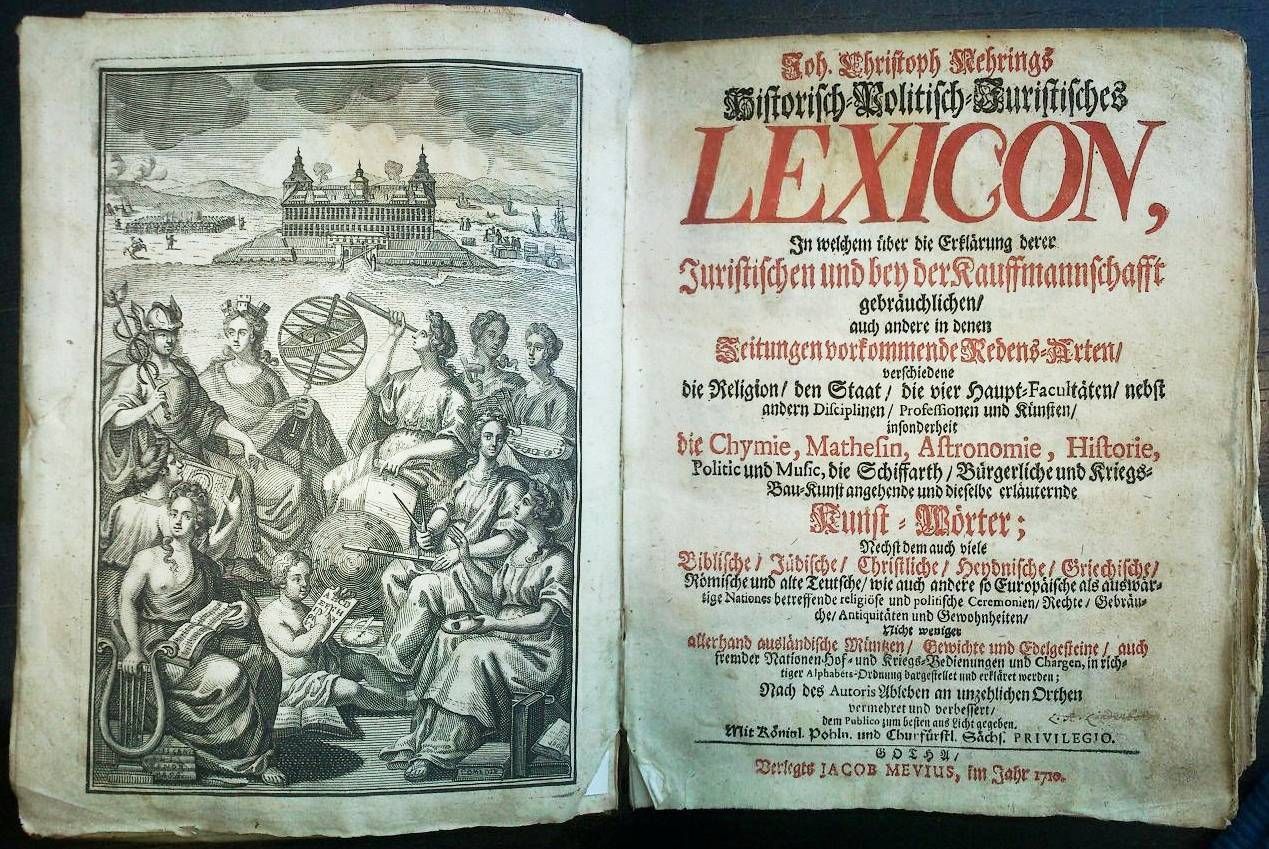 Joh. Christoph Nehrings
Historisch-Politisch-Juristisches
LEXICON,
In welchem über die Erklärung derer
Juristischen und bey der Kauffmannschafft
gebräuchlichen/
auch andere in denen
Zeitungen vorkommende Redens-Arten/
verschiedene
die Religion/ den Staat/ die vier Haupt-Facultäten/ nebst
andern Disciplinen/ Professionen und Künsten/
insonderheit
die Chymie, Mathesin, Astronomie, Historie,
Politic und Music, die Schiffarth/ Bürgerliche und Kriegs-
Bau-Kunst angehende und dieselbe erläuternde
Kunst-Wörter;
Nechst dem auch viele
Biblische/ Jüdische/ Christliche/ Heydnische/ Griechische/
Römische und alte Teutsche/ wie auch andere so Europäische als auswär-
tige Nationes betreffende religiöse und politische Ceremonien/ Rechte/ Gebräu-
che/ Antiquitäten und Gewohnheiten/
Nicht weniger
allerhand ausländische Müntzen/ Gewichte und Edelgesteine/ auch
fremder Nationen-Hof- und Kriegs-Bedienungen und Chargen, in rich-
tiger Alphabets-Ordnung dargestellet und erkläret werden;
Nach des Autoris Ableben an unzehlichen Orthen
vermehret und verbessert/
dem Publico zum besten ans Licht gegeben.
Mit Königl. Pohln. und Churfürstl. Sächs. PRIVILEGIO.
GOTHA/
Verlegts JACOB MEVIUS, im Jahr 1710.